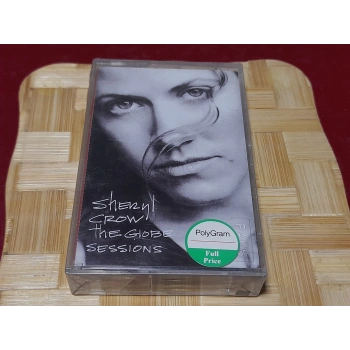 sheryl
crow
the Globe
sessions
PolyGram
Full
Price